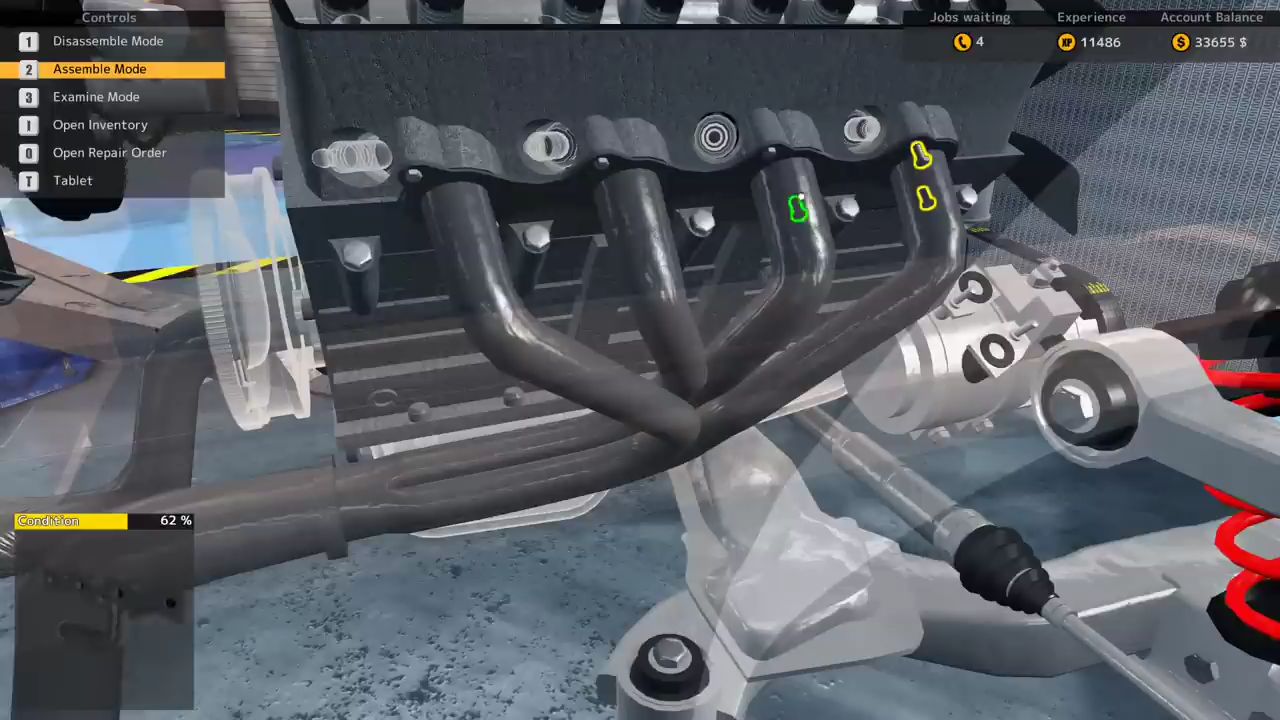 Controls
1 Disassemble Mode
2 Assemble Mode
3 Examine Mode
I Open Inventory
O Open Repair Order
T Tablet
Jobs waiting Experience Account Balance
4 XP 11486 $ 33655 $
Condition 62 %